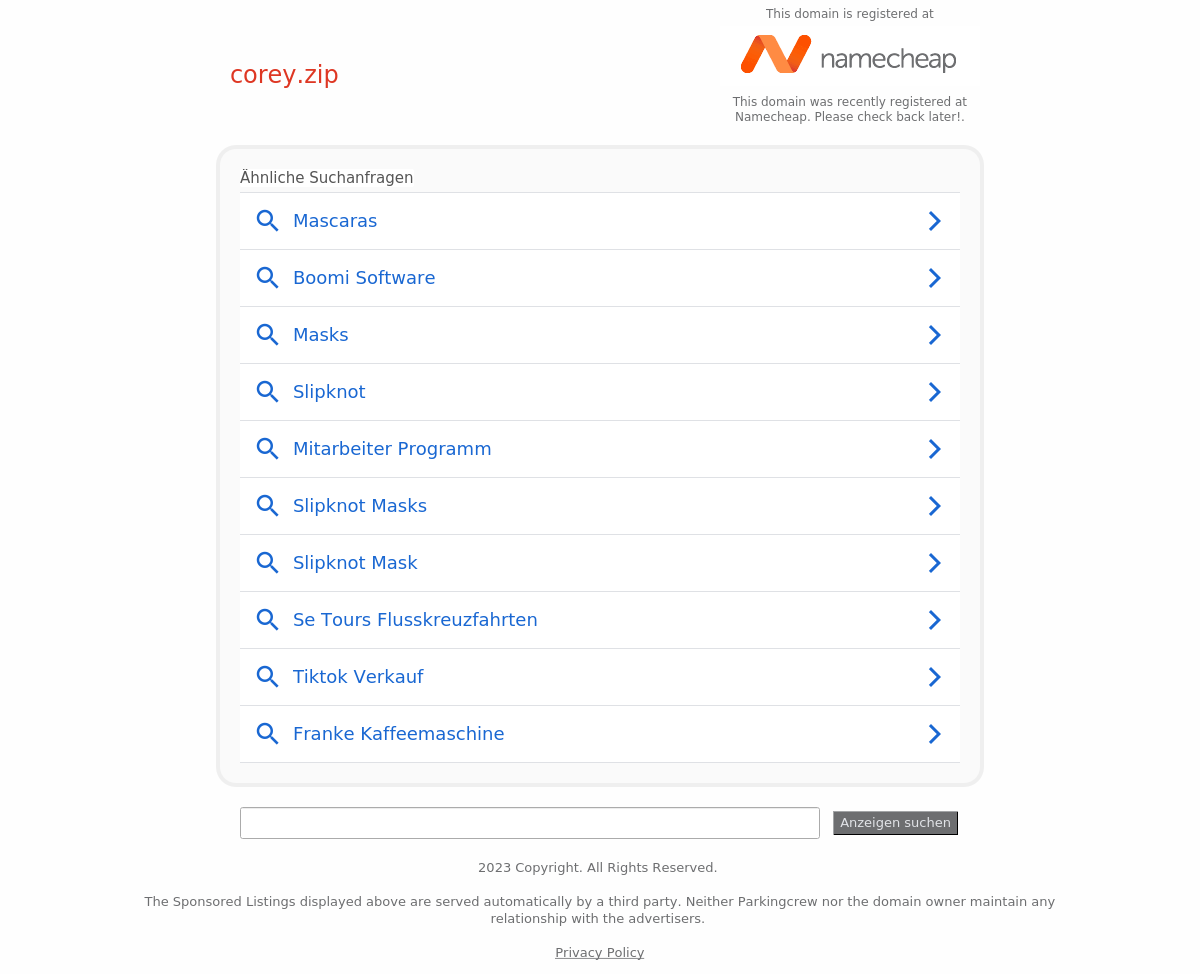 This domain is registered at
namecheap
corey.zip
This domain was recently registered at
Namecheap. Please check back later!.
Ähnliche Suchanfragen
Mascaras
Boomi Software
Masks
Slipknot
Mitarbeiter Programm
Slipknot Masks
Slipknot Mask
Se Tours Flusskreuzfahrten
Tiktok Verkauf
Franke Kaffeemaschine
Anzeigen suchen
2023 Copyright. All Rights Reserved.
The Sponsored Listings displayed above are served automatically by a third party. Neither Parkingcrew nor the domain owner maintain any
relationship with the advertisers.
Privacy Policy